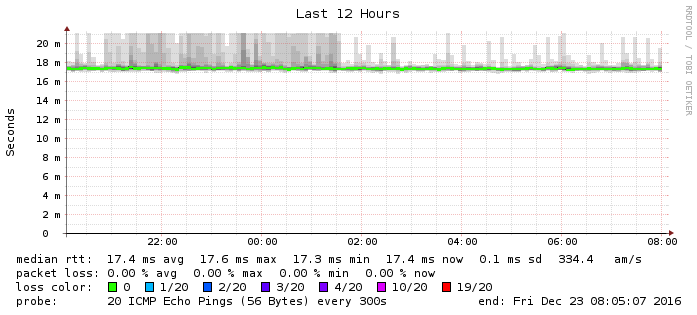 Last 12 Hours
RRDTOOL / TOBI OETIKER
Seconds
20 m
18 m
16 m
14 m
12 m
10 m
8 m
6 m
4 m
2 m
0
22:00 00:00 02:00 04:00 06:00 08:00
median rtt: 17.4 ms avg 17.6 ms max 17.3 ms min 17.4 ms now 0.1 ms sd 334.4 am/s
packet loss: 0.00 % avg 0.00 % max 0.00 % min 0.00 % now
loss color: 0 1/20 2/20 3/20 4/20 10/20 19/20
probe: 20 ICMP Echo Pings (56 Bytes) every 300s end: Fri Dec 23 08:05:07 2016